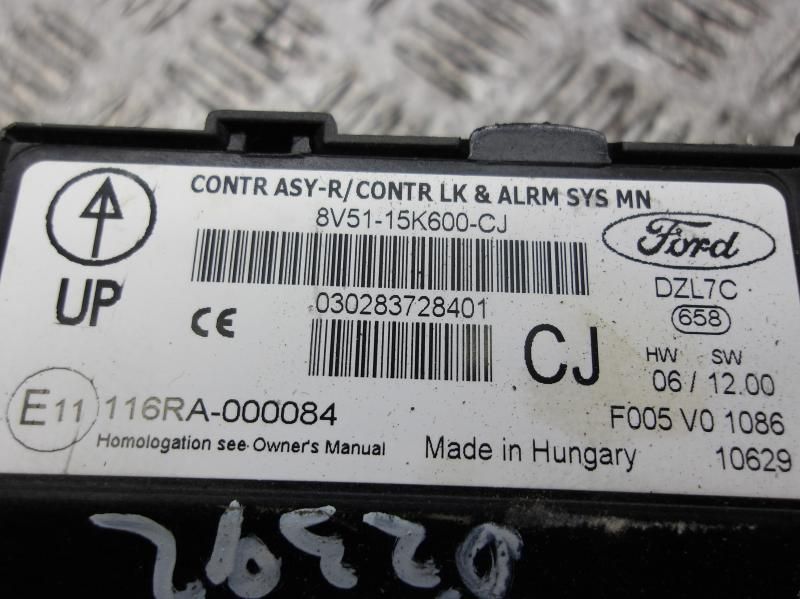 CONTR ASY-R/CONTR LK & ALRM SYS MN
8V51-15K600-CJ
Ford
UP
DZL7C
658
030283728401
CE
CJ
HW SW
06 / 12.00
E11 116RA-000084
F005 V0 1086
Homologation see Owner's Manual
Made in Hungary
10629